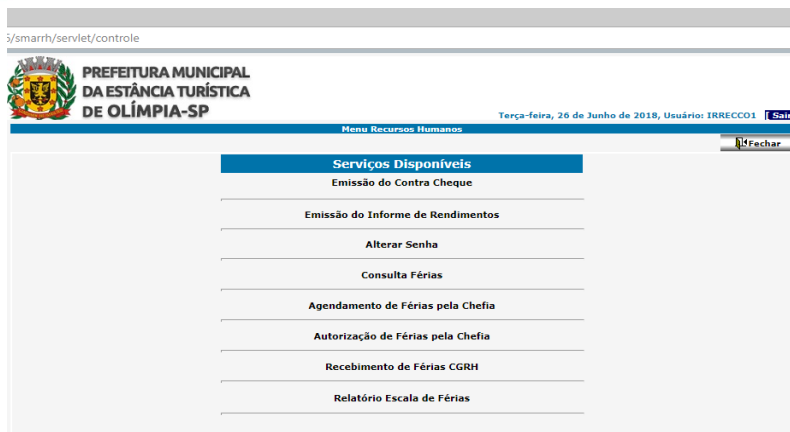 5/smarrh/servlet/controle
PREFEITURA MUNICIPAL
DA ESTÂNCIA TURÍSTICA
DE OLÍMPIA-SP
Terça-feira, 26 de Junho de 2018, Usuário: IRRECCO1 [Sair
Menu Recursos Humanos
Fechar
Serviços Disponíveis
Emissão do Contra Cheque
Emissão do Informe de Rendimentos
Alterar Senha
Consulta Férias
Agendamento de Férias pela Chefia
Autorização de Férias pela Chefia
Recebimento de Férias CGRH
Relatório Escala de Férias